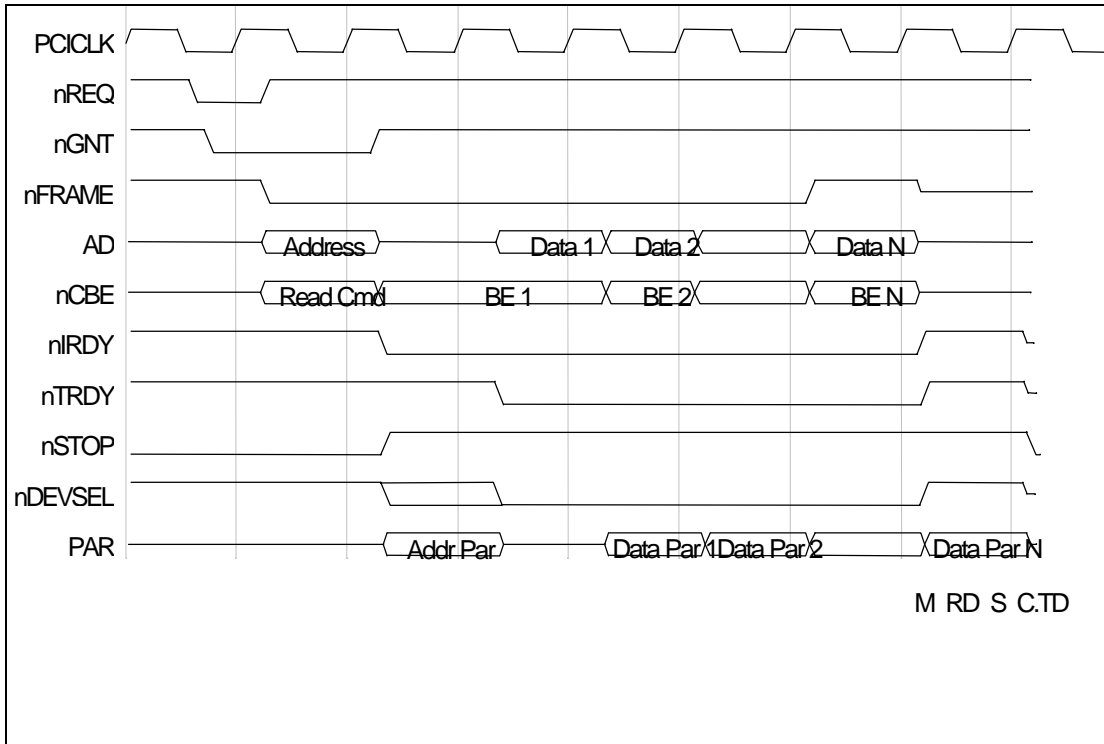 PCICLK
nREQ
nGNT
nFRAME
AD Address Data 1 Data 2 Data N
nCBE Read Cmd BE 1 BE 2 BE N
nIRDY
nTRDY
nSTOP
nDEVSEL
PAR Addr Par Data Par 1 Data Par 2 Data Par N
M RD S C.TD